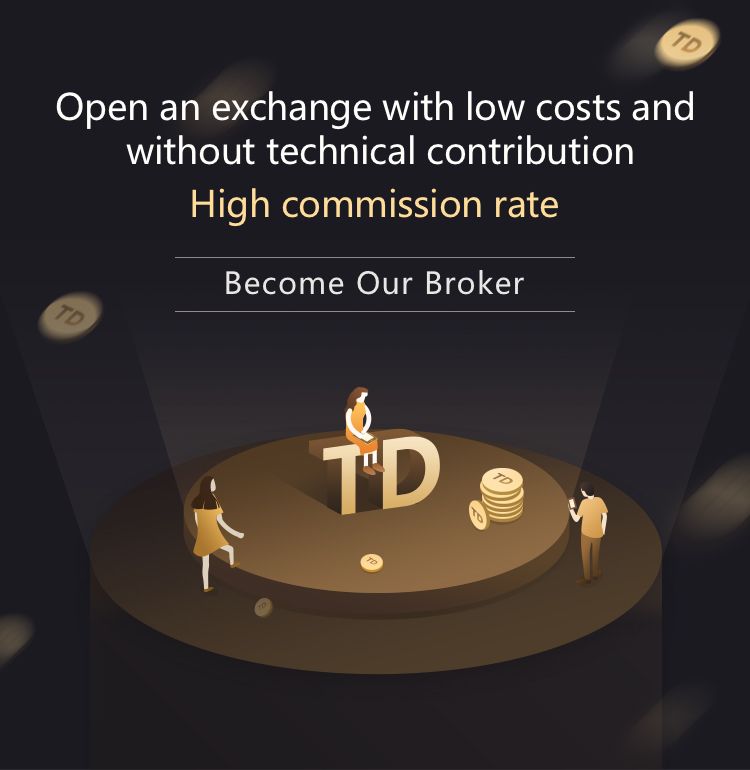 TD
Open an exchange with low costs and
without technical contribution
High commission rate
Become Our Broker
TD
TD
TD
TD
TD
TD